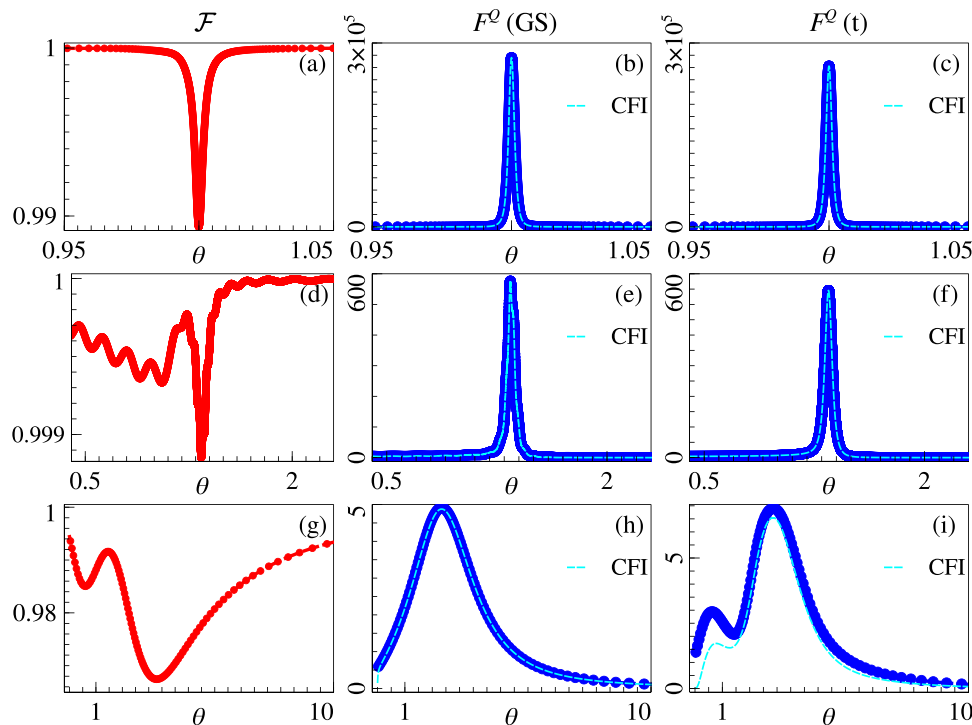 ℱ F^Q (GS) F^Q (t)
1 (a) 0.99 0.95 θ 1.05
3×10^5 (b) CFI 0 0.95 θ 1.05
3×10^5 (c) CFI 0 0.95 θ 1.05
1 (d) 0.999 0.5 θ 2
600 (e) CFI 0 0.5 θ 2
600 (f) CFI 0 0.5 θ 2
1 (g) 0.98 1 θ 10
5 (h) CFI 0 1 θ 10
5 (i) CFI 0 1 θ 10